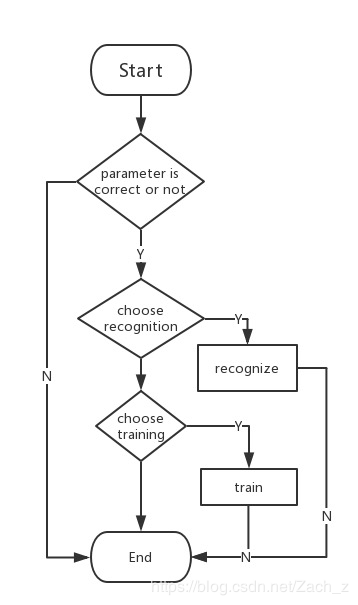 Start
parameter is
correct or not
Y
choose
recognition
Y
recognize
N
choose
training
Y
train
N
End
N
https://blog.csdn.net/Zach_z